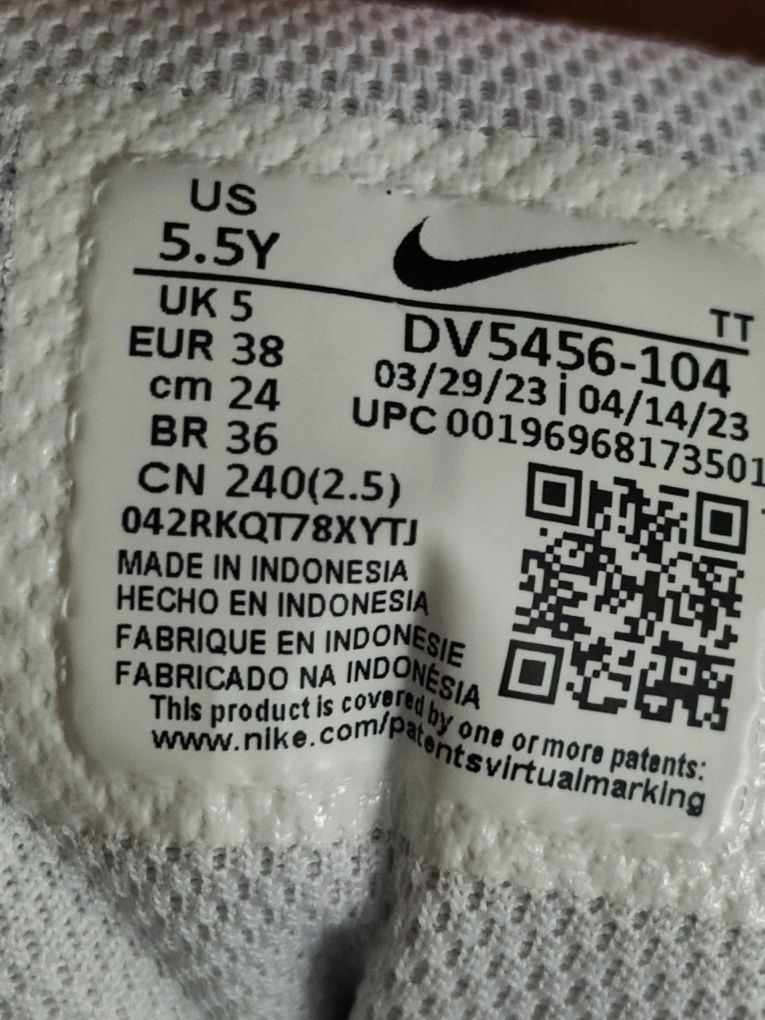 US
5.5Y
TT
UK 5
DV5456-104
EUR 38
03/29/23 | 04/14/23
cm 24
UPC 00196968173501
BR 36
CN 240(2.5)
042RKQT78XYTJ
MADE IN INDONESIA
HECHO EN INDONESIA
FABRIQUE EN INDONESIE
FABRICADO NA INDONÉSIA
This product is covered by one or more patents:
www.nike.com/patentsvirtualmarking